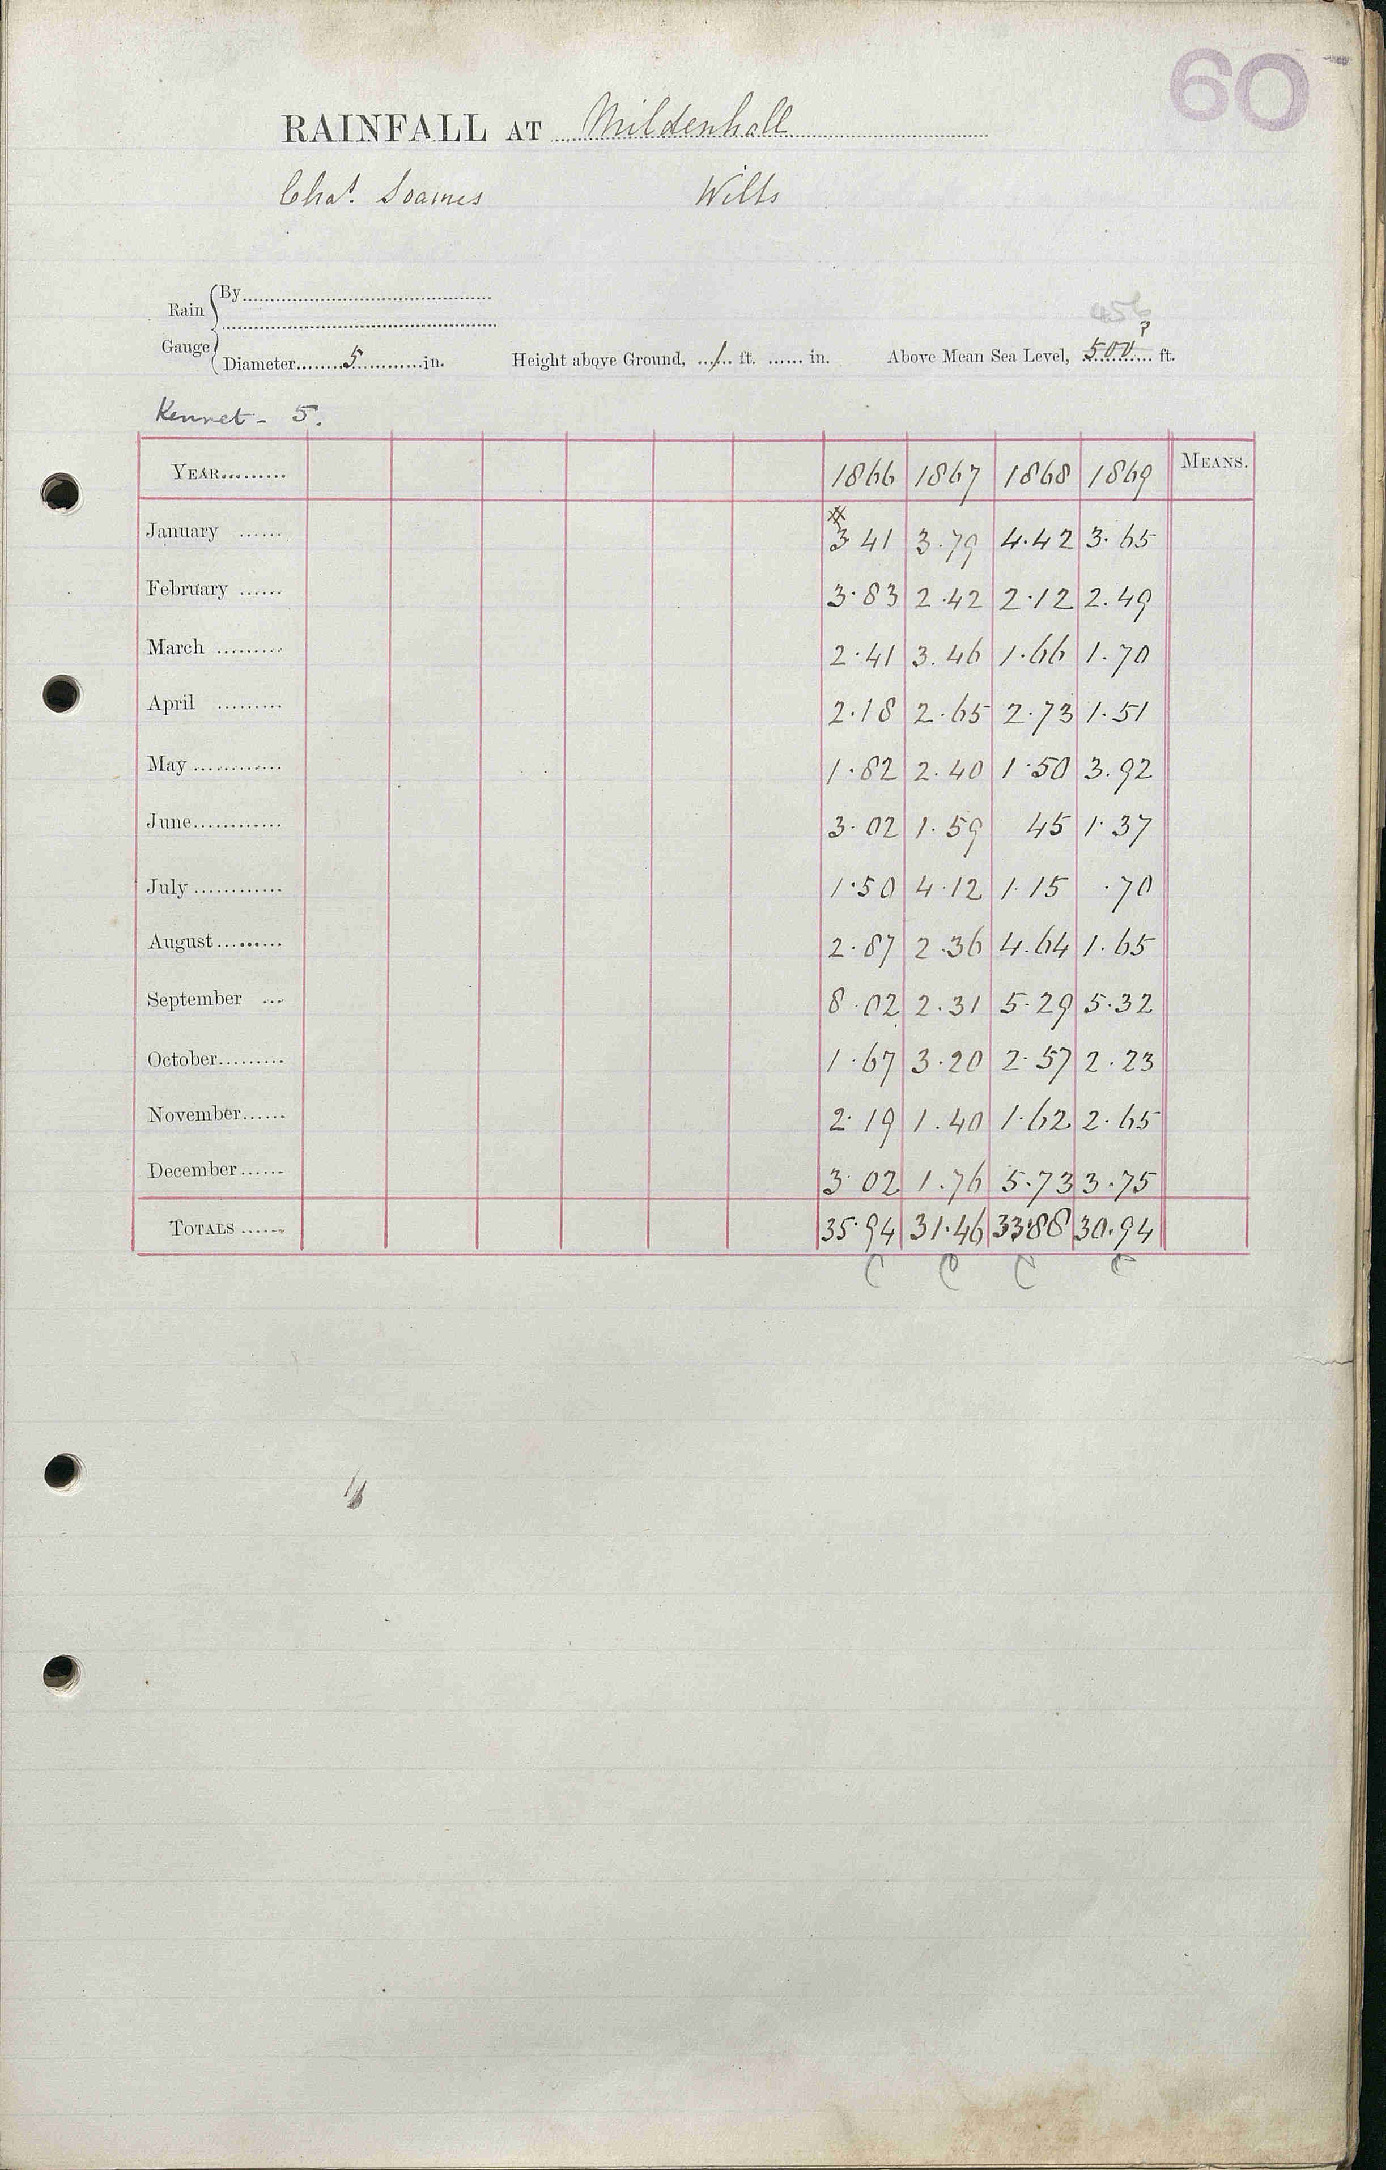 60
RAINFALL AT Mildenhall
Chas. Soames Wilts
Rain Gauge
By
456
Diameter 5 in. Height above Ground, 1 ft. in. Above Mean Sea Level, 500 ? ft.
Kennet - 5.
YEAR 1866 1867 1868 1869 MEANS.
January 3 41 3.79 4.42 3.65
February 3.83 2.42 2.12 2.49
March 2.41 3.46 1.66 1.70
April 2.18 2.65 2.73 1.51
May 1.82 2.40 1.50 3.92
June 3.02 1.59 45 1.37
July 1.50 4.12 1.15 .70
August 2.87 2.36 4.64 1.65
September 8.02 2.31 5.29 5.32
October 1.67 3.20 2.57 2.23
November 2.19 1.40 1.62 2.65
December 3.02 1.76 5.73 3.75
TOTALS 35.94 31.46 33.88 30.94
C C C C